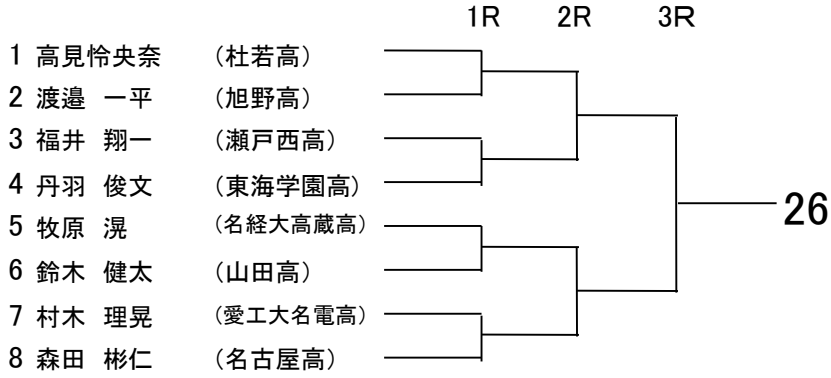 1R 2R 3R
1 高見怜央奈 (杜若高)
2 渡邉 一平 (旭野高)
3 福井 翔一 (瀬戸西高)
4 丹羽 俊文 (東海学園高)
5 牧原 滉 (名経大高蔵高)
26
6 鈴木 健太 (山田高)
7 村木 理晃 (愛工大名電高)
8 森田 彬仁 (名古屋高)